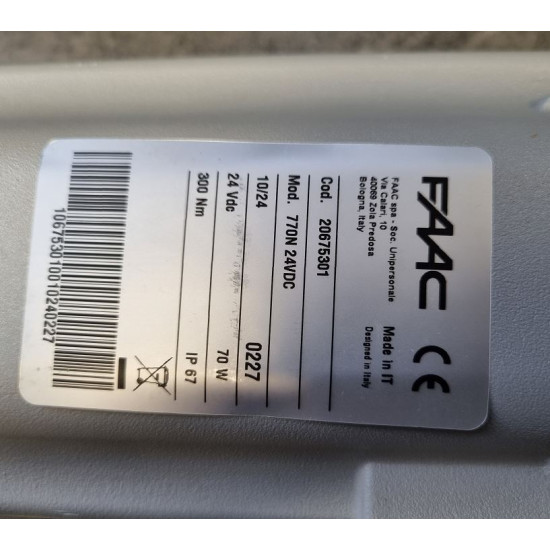 FAAC
FAAC spa - Soc. Unipersonale
Via Calari, 10
40069 Zola Predosa
Bologna, Italy
Made in IT
Designed in Italy
Cod. 20675301
Mod. 770N 24VDC
10/24 0227
24 Vdc 70 W
300 Nm IP 67
106753010010240227